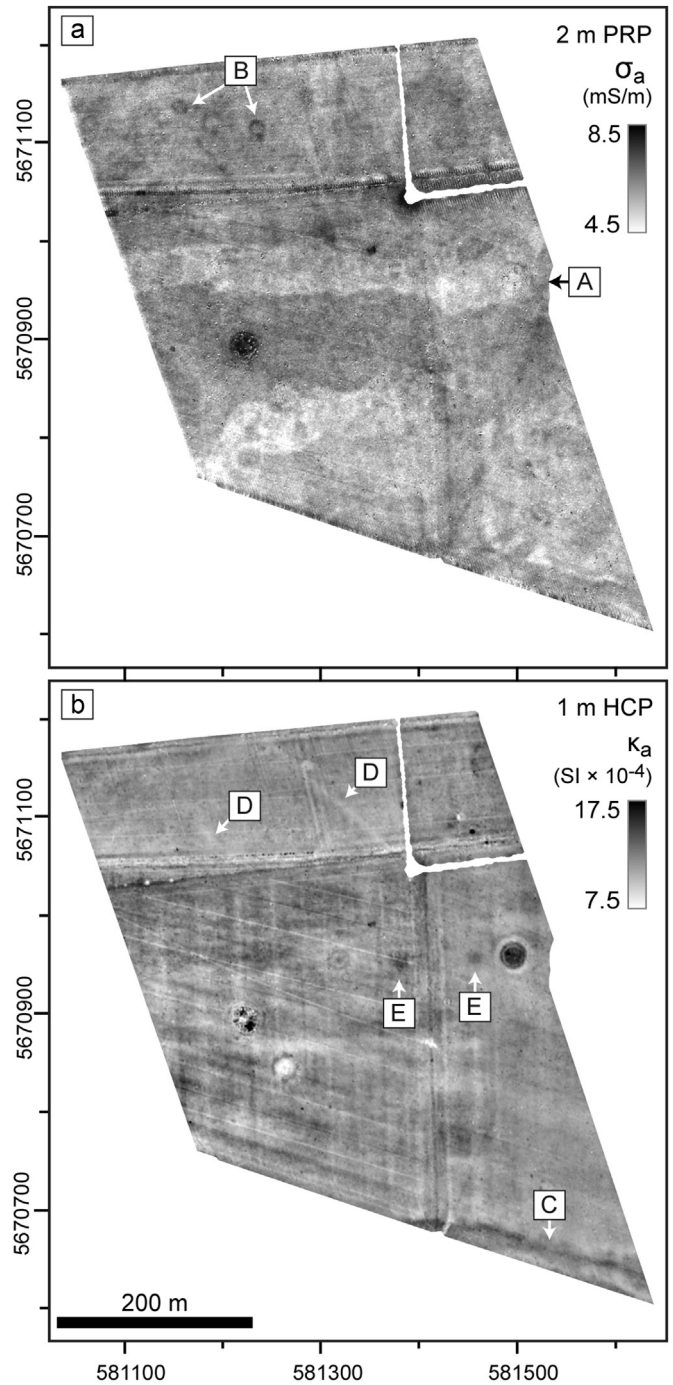 a
2 m PRP
σa
(mS/m)
8.5
4.5
B
A
5671100
5670900
5670700
b
1 m HCP
κa
(SI × 10-4)
17.5
7.5
D
D
E
E
C
5671100
5670900
5670700
200 m
581100
581300
581500